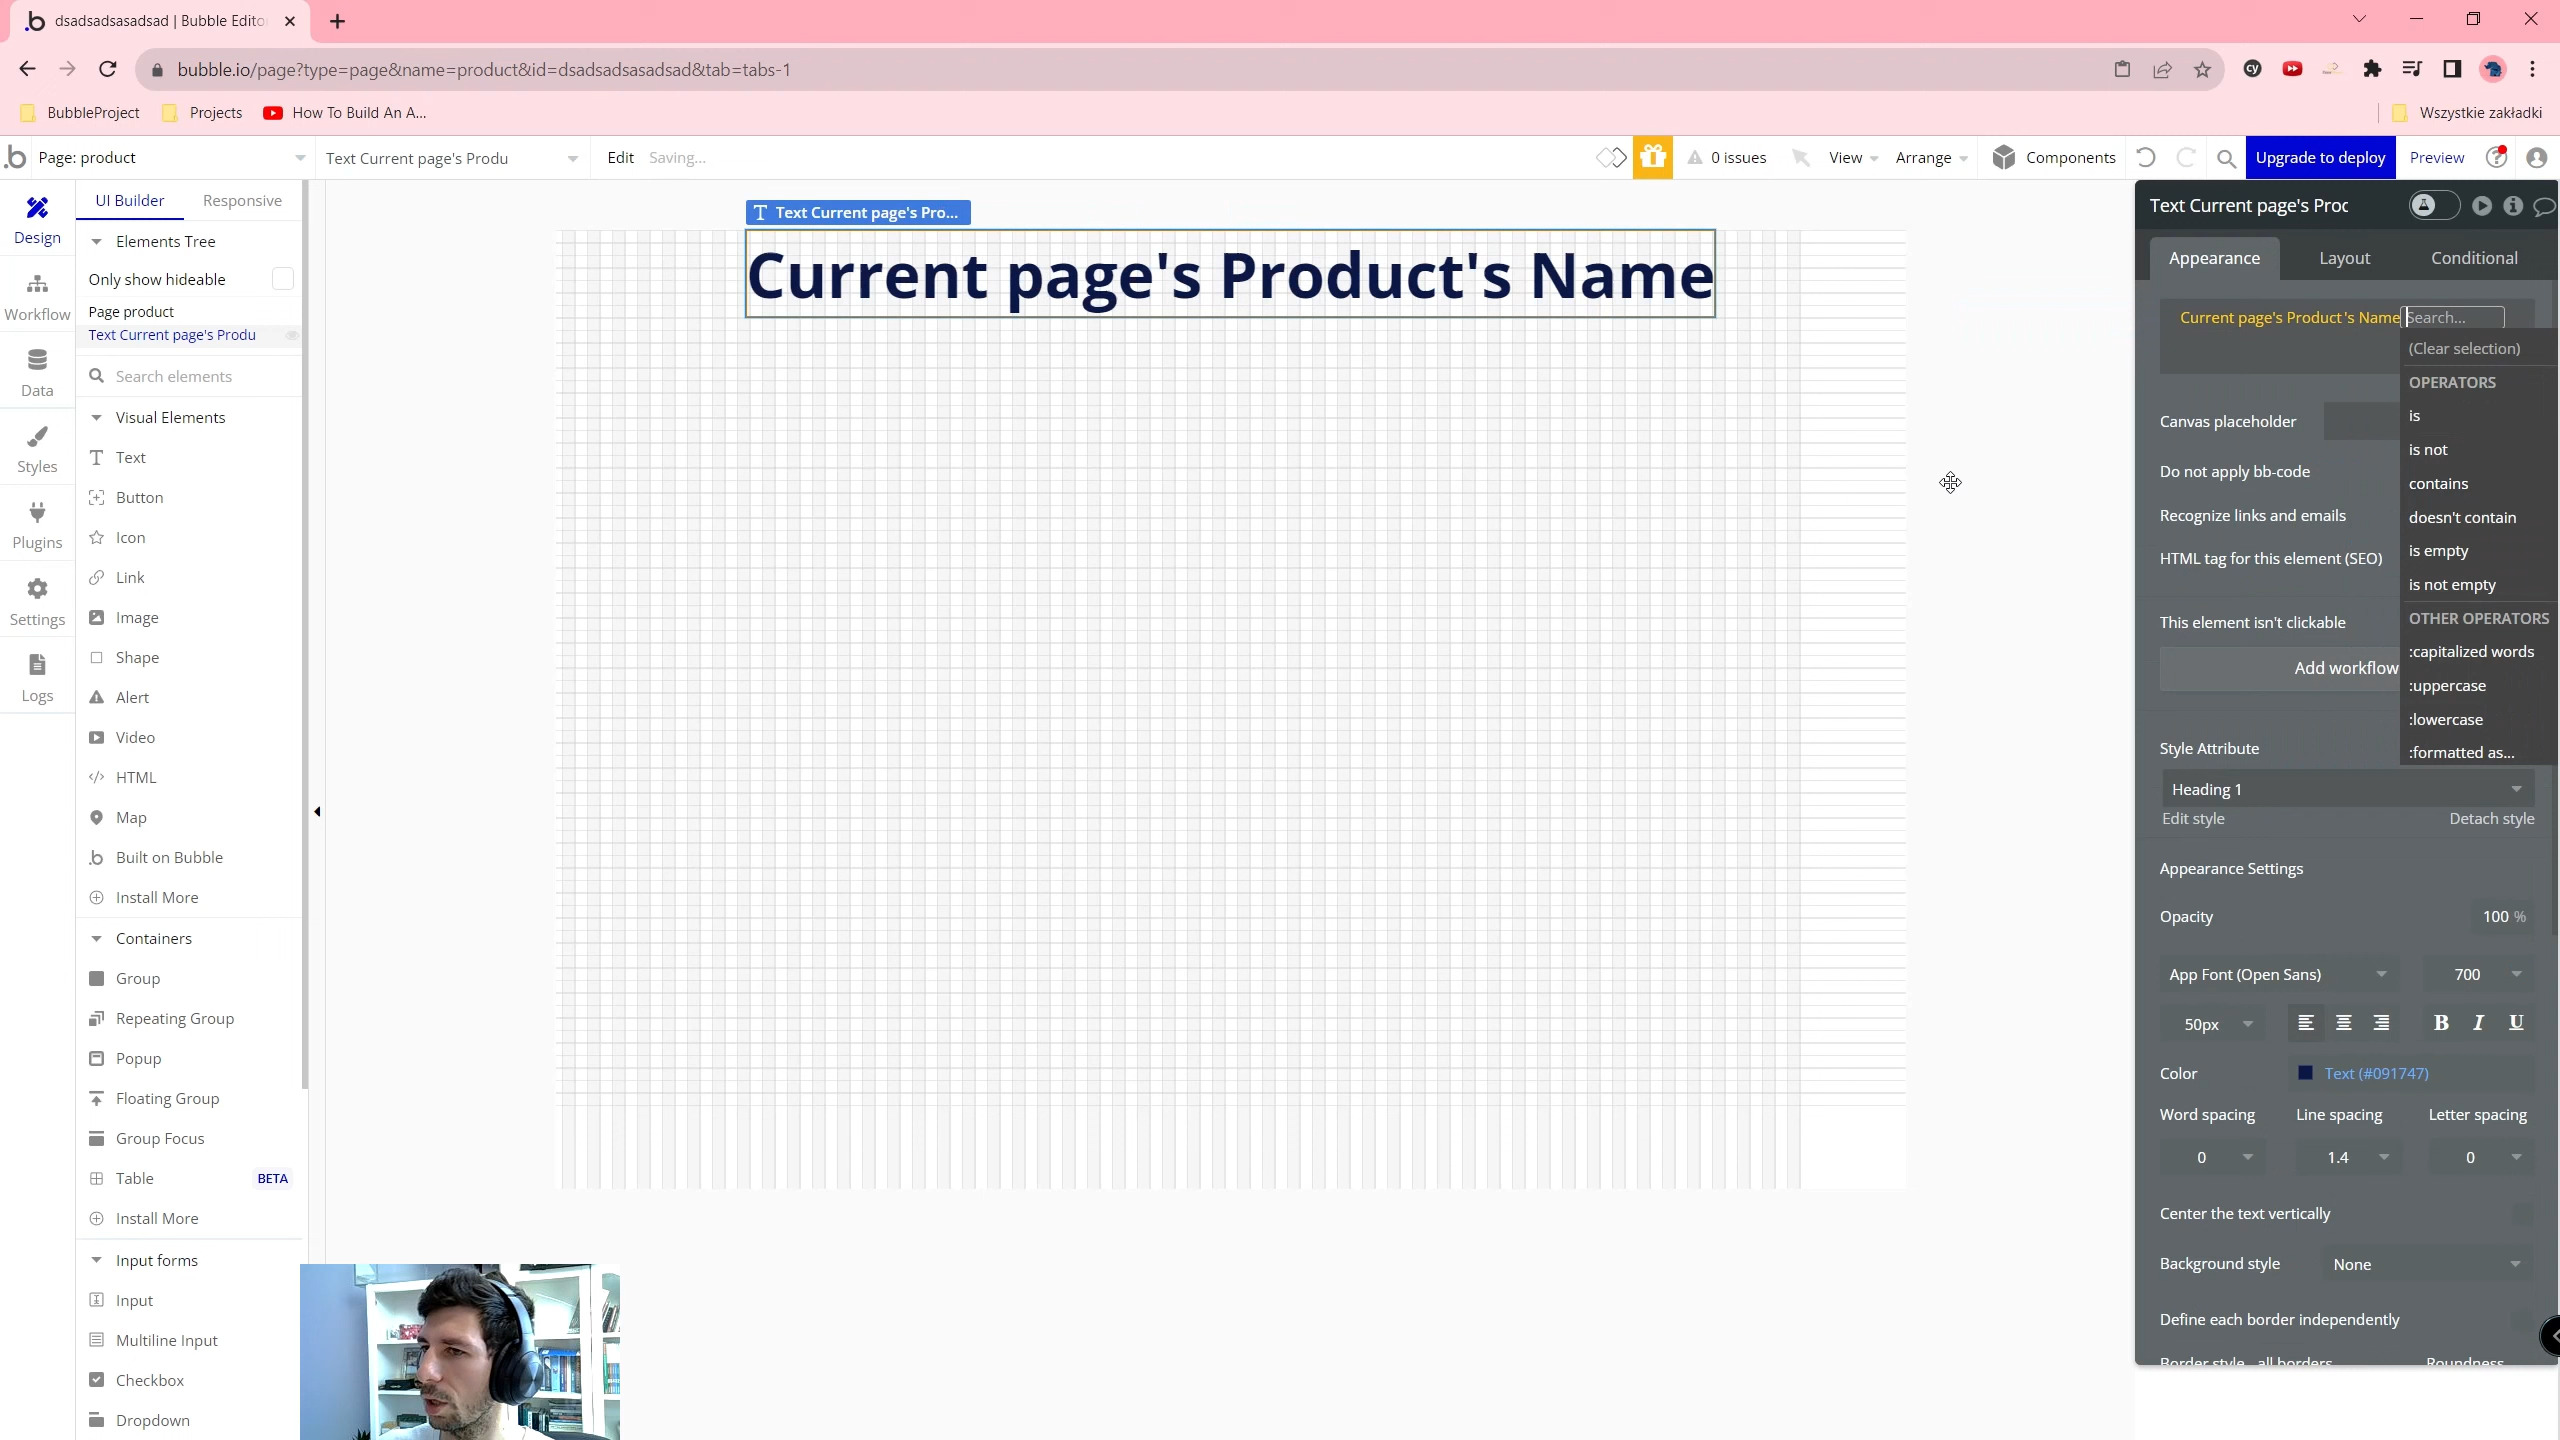 dsadsadsasadsad | Bubble Edito
bubble.io/page?type=page&name=product&id=dsadsadsasadsad&tab=tabs-1
BubbleProject
Projects
How To Build An A...
Wszystkie zakładki
Page: product
Text Current page's Produ
Edit
Saving...
0 issues
View
Arrange
Components
Upgrade to deploy
Preview
Design
Workflow
Data
Styles
Plugins
Settings
Logs
UI Builder
Responsive
Elements Tree
Only show hideable
Page product
Text Current page's Produ
Search elements
Visual Elements
Text
Button
Icon
Link
Image
Shape
Alert
Video
HTML
Map
Built on Bubble
Install More
Containers
Group
Repeating Group
Popup
Floating Group
Group Focus
Table
BETA
Install More
Input forms
Input
Multiline Input
Checkbox
Dropdown
Text Current page's Pro...
Current page's Product's Name
Text Current page's Proc
Appearance
Layout
Conditional
Current page's Product's Name
Search...
(Clear selection)
OPERATORS
is
is not
contains
doesn't contain
is empty
is not empty
OTHER OPERATORS
:capitalized words
:uppercase
:lowercase
:formatted as...
Canvas placeholder
Do not apply bb-code
Recognize links and emails
HTML tag for this element (SEO)
This element isn't clickable
Add workflow
Style Attribute
Heading 1
Edit style
Detach style
Appearance Settings
Opacity
100 %
App Font (Open Sans)
700
50px
B I U
Color
Text (#091747)
Word spacing
Line spacing
Letter spacing
0
1.4
0
Center the text vertically
Background style
None
Define each border independently
Border style - all borders
Roundness